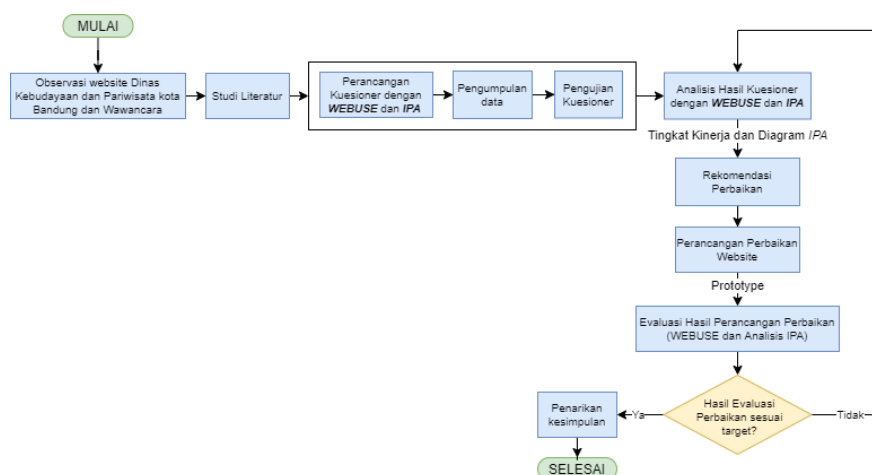 MULAI
Observasi website Dinas
Kebudayaan dan Pariwisata kota
Bandung dan Wawancara
Studi Literatur
Perancangan
Kuesioner dengan
WEBUSE dan IPA
Pengumpulan
data
Pengujian
Kuesioner
Analisis Hasil Kuesioner
dengan WEBUSE dan IPA
Tingkat Kinerja dan Diagram IPA
Rekomendasi
Perbaikan
Perancangan Perbaikan
Website
Prototype
Evaluasi Hasil Perancangan Perbaikan
(WEBUSE dan Analisis IPA)
Hasil Evaluasi
Perbaikan sesuai
target?
Tidak
Ya
Penarikan
kesimpulan
SELESAI